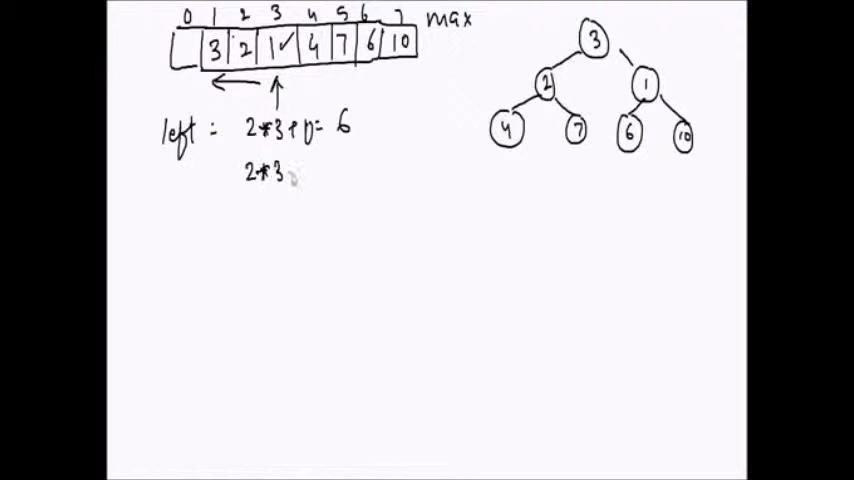 0 1 2 3 4 5 6 7 max
3 2 1✓ 4 7 6 10
3
2 1
4 7 6 10
left = 2*3+0= 6
2*3